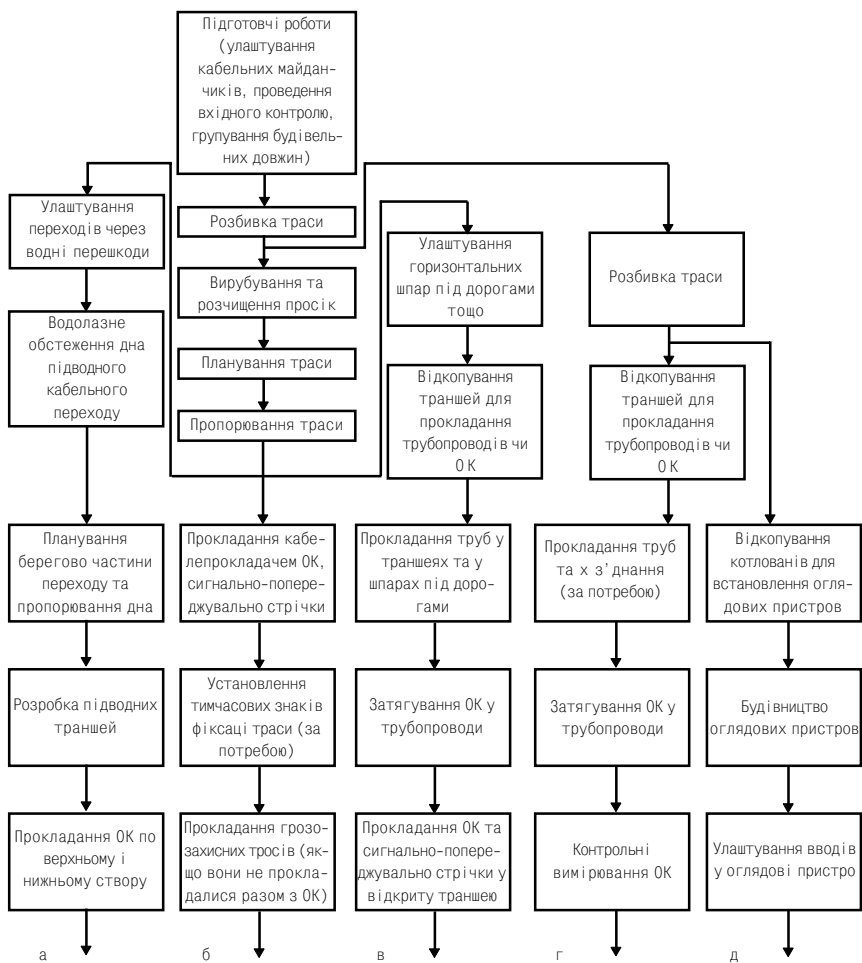 Підготовчі роботи
(улаштування
кабельних майдан-
чиків, проведення
вхідного контролю,
групування будівель-
них довжин)
Улаштування
переходів через
водні перешкоди
Розбивка траси
Вирубування та
розчищення просік
Планування траси
Пропорювання траси
Улаштування
горизонтальних
шпар під дорогами
тощо
Розбивка траси
Водолазне
обстеження дна
підводного
кабельного
переходу
Відкопування
траншей для
прокладання
трубопроводів чи
ОК
Відкопування
траншей для
прокладання
трубопроводів чи
ОК
Планування
берегово частини
переходу та
пропорювання дна
Прокладання кабе-
лепрокладачем ОК,
сигнально-попере-
джувально стрічки
Прокладання труб у
траншеях та у
шпарах під доро-
гами
Прокладання труб
та х з’днання
(за потребою)
Відкопування
котлованів для
встановлення огля-
дових пристров
Розробка підводних
траншей
Установлення
тимчасових знаків
фіксаці траси (за
потребою)
Затягування ОК у
трубопроводи
Затягування ОК у
трубопроводи
Будівництво
оглядових пристров
Прокладання ОК по
верхньому і
нижньому створу
Прокладання грозо-
захисних тросів (як-
що вони не прокла-
далися разом з ОК)
Прокладання ОК та
сигнально-попере-
джувально стрічки у
відкриту траншею
Контрольні
вимірювання ОК
Улаштування вводів
у оглядові пристро
а
б
в
г
д